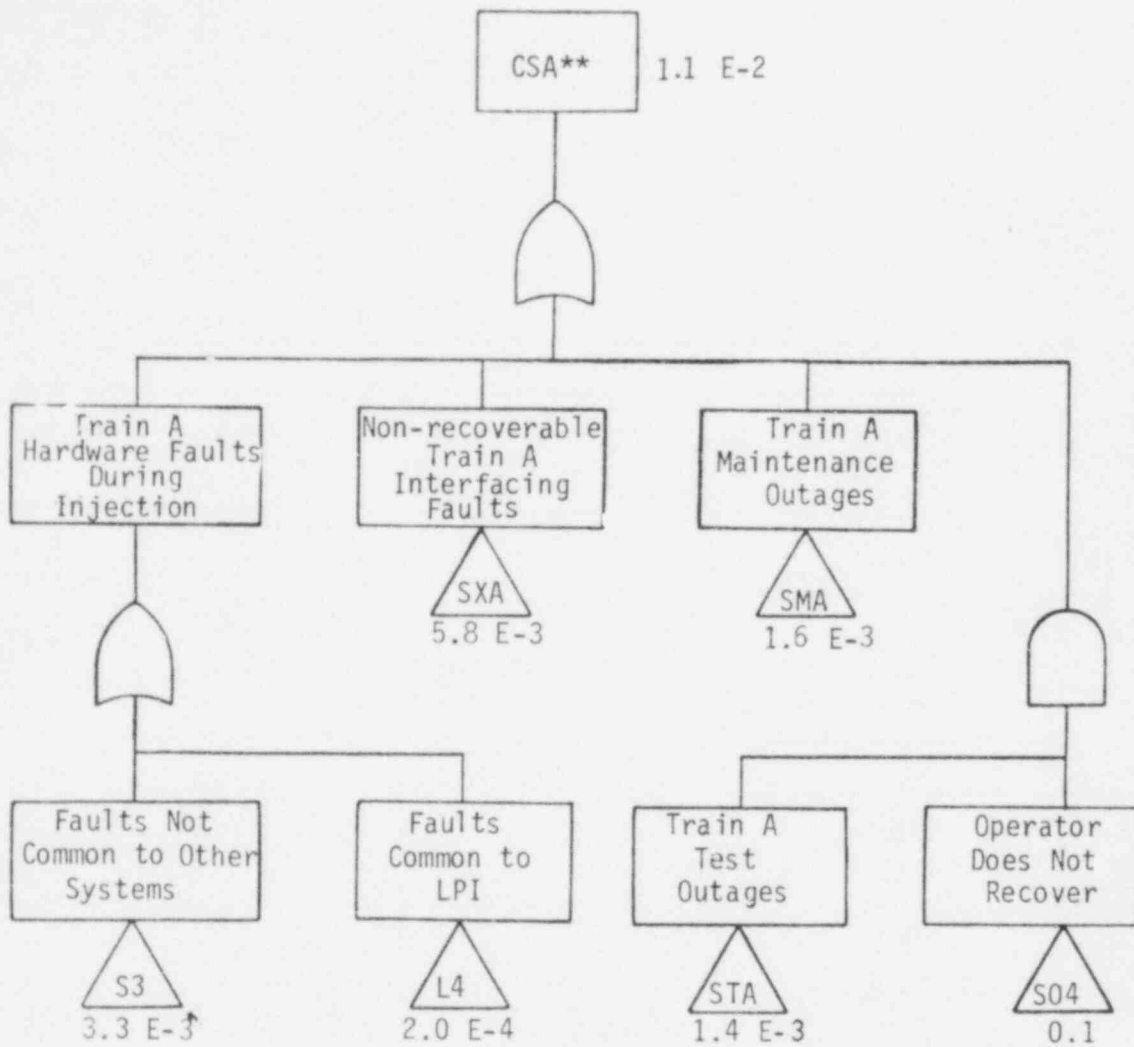 CSA**
1.1 E-2
Train A
Hardware Faults
During
Injection
Non-recoverable
Train A
Interfacing
Faults
Train A
Maintenance
Outages
SXA
5.8 E-3
SMA
1.6 E-3
Faults Not
Common to Other
Systems
Faults
Common to
LPI
Train A
Test
Outages
Operator
Does Not
Recover
S3
3.3 E-3
L4
2.0 E-4
STA
1.4 E-3
SO4
0.1